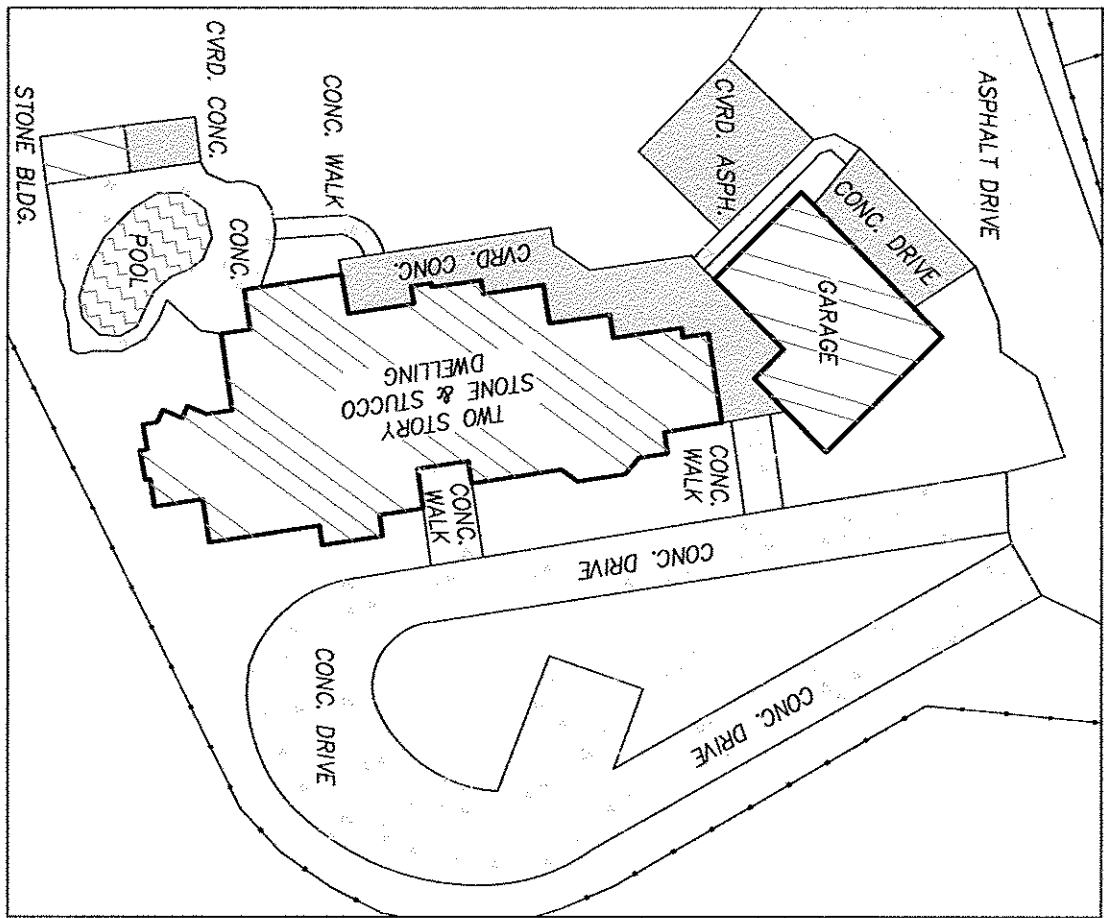 ASPHALT DRIVE
CVRD. ASPH.
CONC. DRIVE
GARAGE
CVRD. CONC.
CONC. WALK
STONE BLDG.
POOL
CONC.
CVRD. CONC.
TWO STORY
STONE & STUCCO
DWELLING
CONC.
WALK
CONC.
WALK
CONC. DRIVE
CONC. DRIVE
CONC. DRIVE